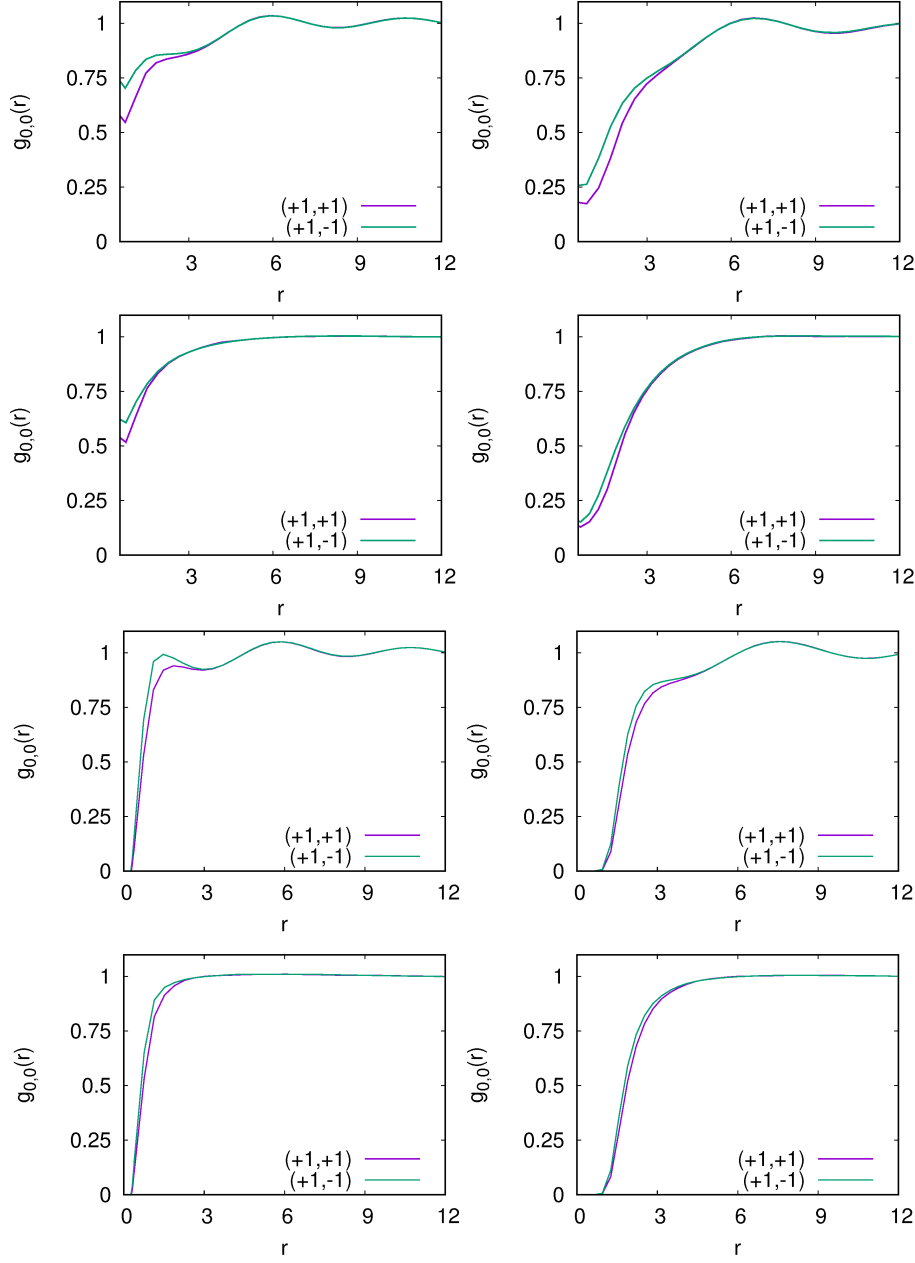 1
0.75
0.5
0.25
0
g0,0(r)
(+1,+1)
(+1,-1)
3 6 9 12
r
1
0.75
0.5
0.25
0
g0,0(r)
(+1,+1)
(+1,-1)
3 6 9 12
r
1
0.75
0.5
0.25
0
g0,0(r)
(+1,+1)
(+1,-1)
3 6 9 12
r
1
0.75
0.5
0.25
0
g0,0(r)
(+1,+1)
(+1,-1)
3 6 9 12
r
1
0.75
0.5
0.25
0
g0,0(r)
(+1,+1)
(+1,-1)
0 3 6 9 12
r
1
0.75
0.5
0.25
0
g0,0(r)
(+1,+1)
(+1,-1)
0 3 6 9 12
r
1
0.75
0.5
0.25
0
g0,0(r)
(+1,+1)
(+1,-1)
0 3 6 9 12
r
1
0.75
0.5
0.25
0
g0,0(r)
(+1,+1)
(+1,-1)
0 3 6 9 12
r